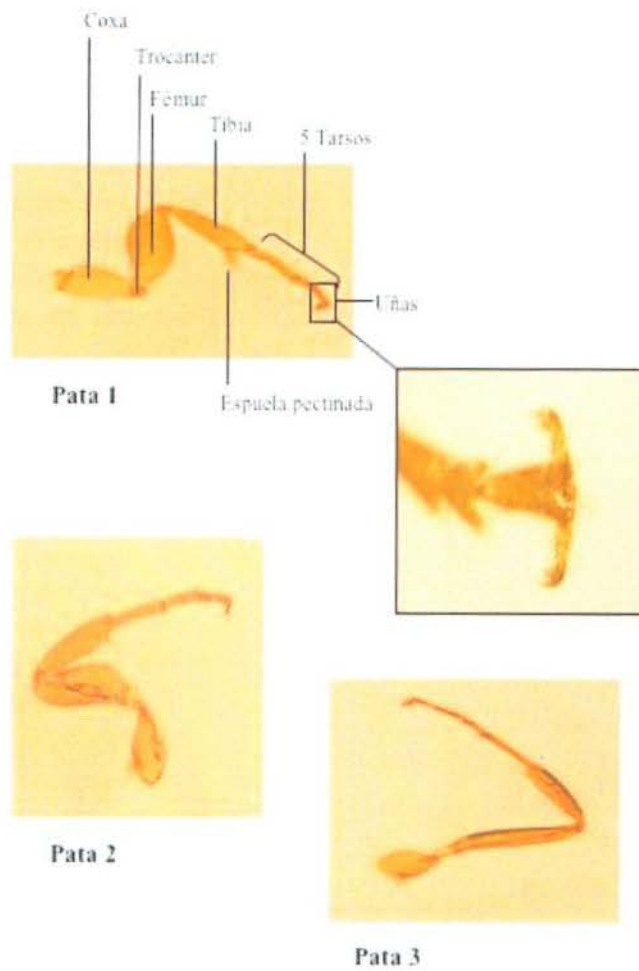 Coxa
Trocanter
Fémur
Tibia
5 Tarsos
Uñas
Pata 1
Espuela pectinada
Pata 2
Pata 3